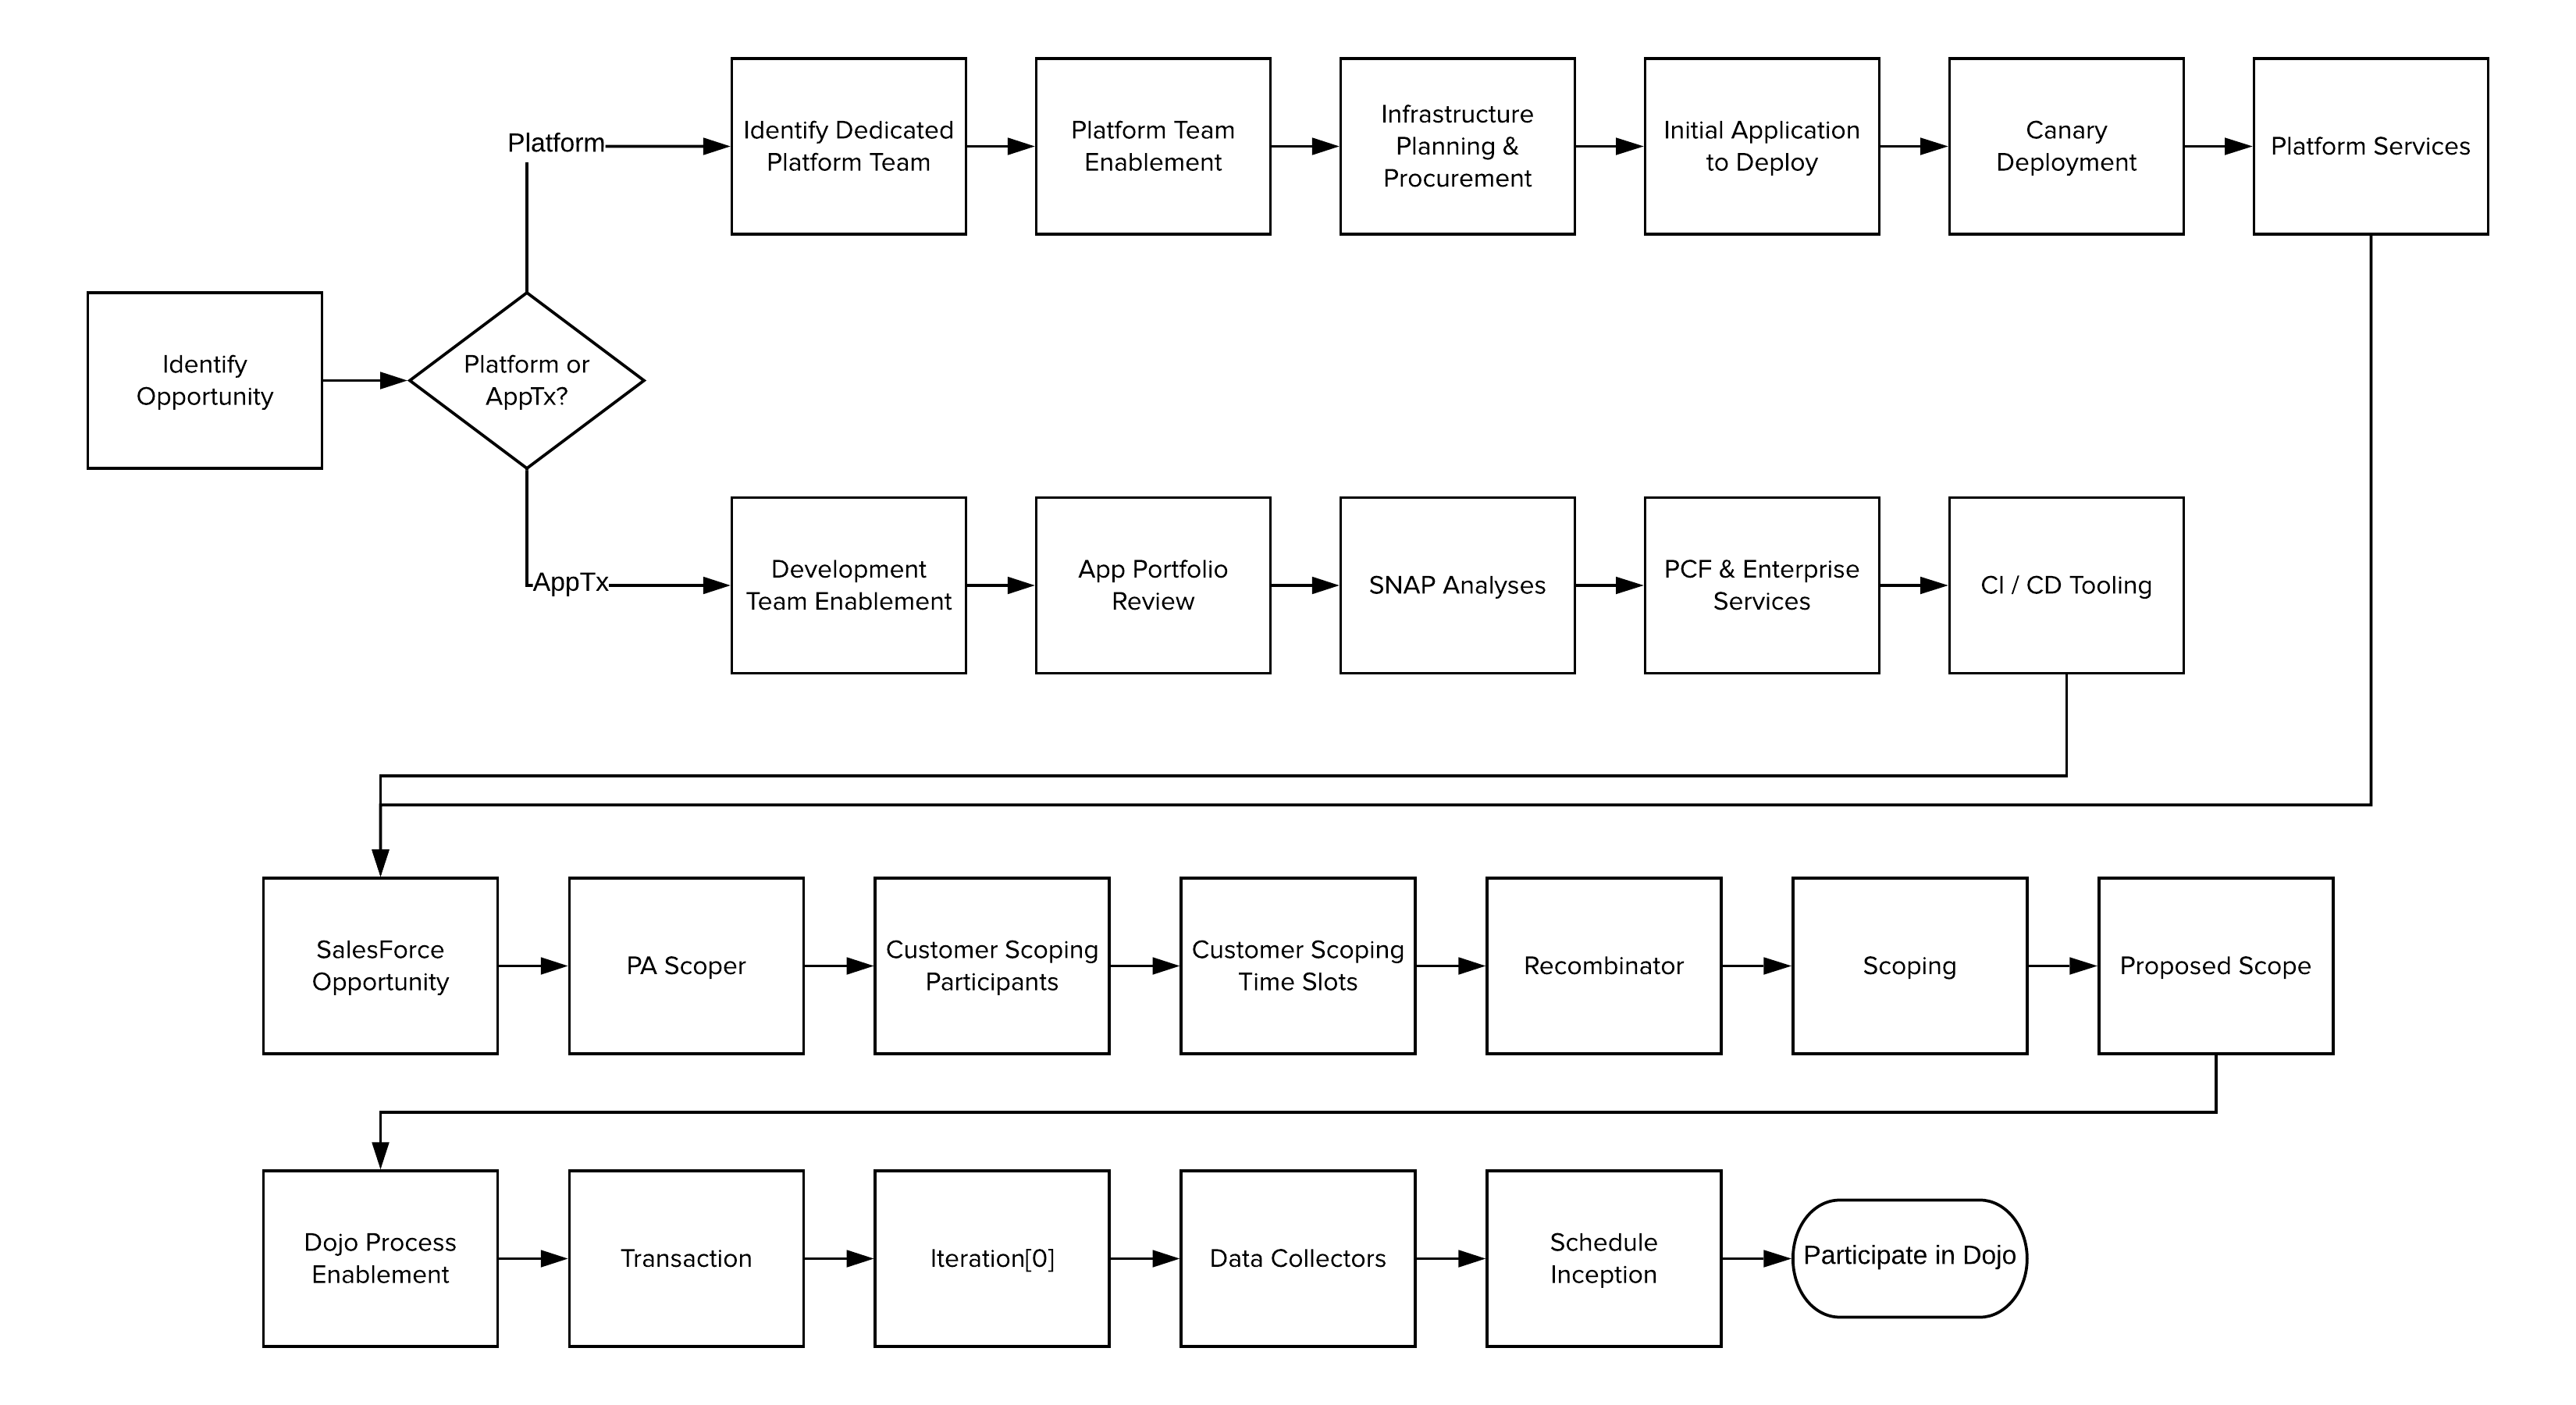 Platform
Identify Dedicated
Platform Team
Platform Team
Enablement
Infrastructure
Planning &
Procurement
Initial Application
to Deploy
Canary
Deployment
Platform Services
Identify
Opportunity
Platform or
AppTx?
AppTx
Development
Team Enablement
App Portfolio
Review
SNAP Analyses
PCF & Enterprise
Services
CI / CD Tooling
SalesForce
Opportunity
PA Scoper
Customer Scoping
Participants
Customer Scoping
Time Slots
Recombinator
Scoping
Proposed Scope
Dojo Process
Enablement
Transaction
Iteration[0]
Data Collectors
Schedule
Inception
Participate in Dojo